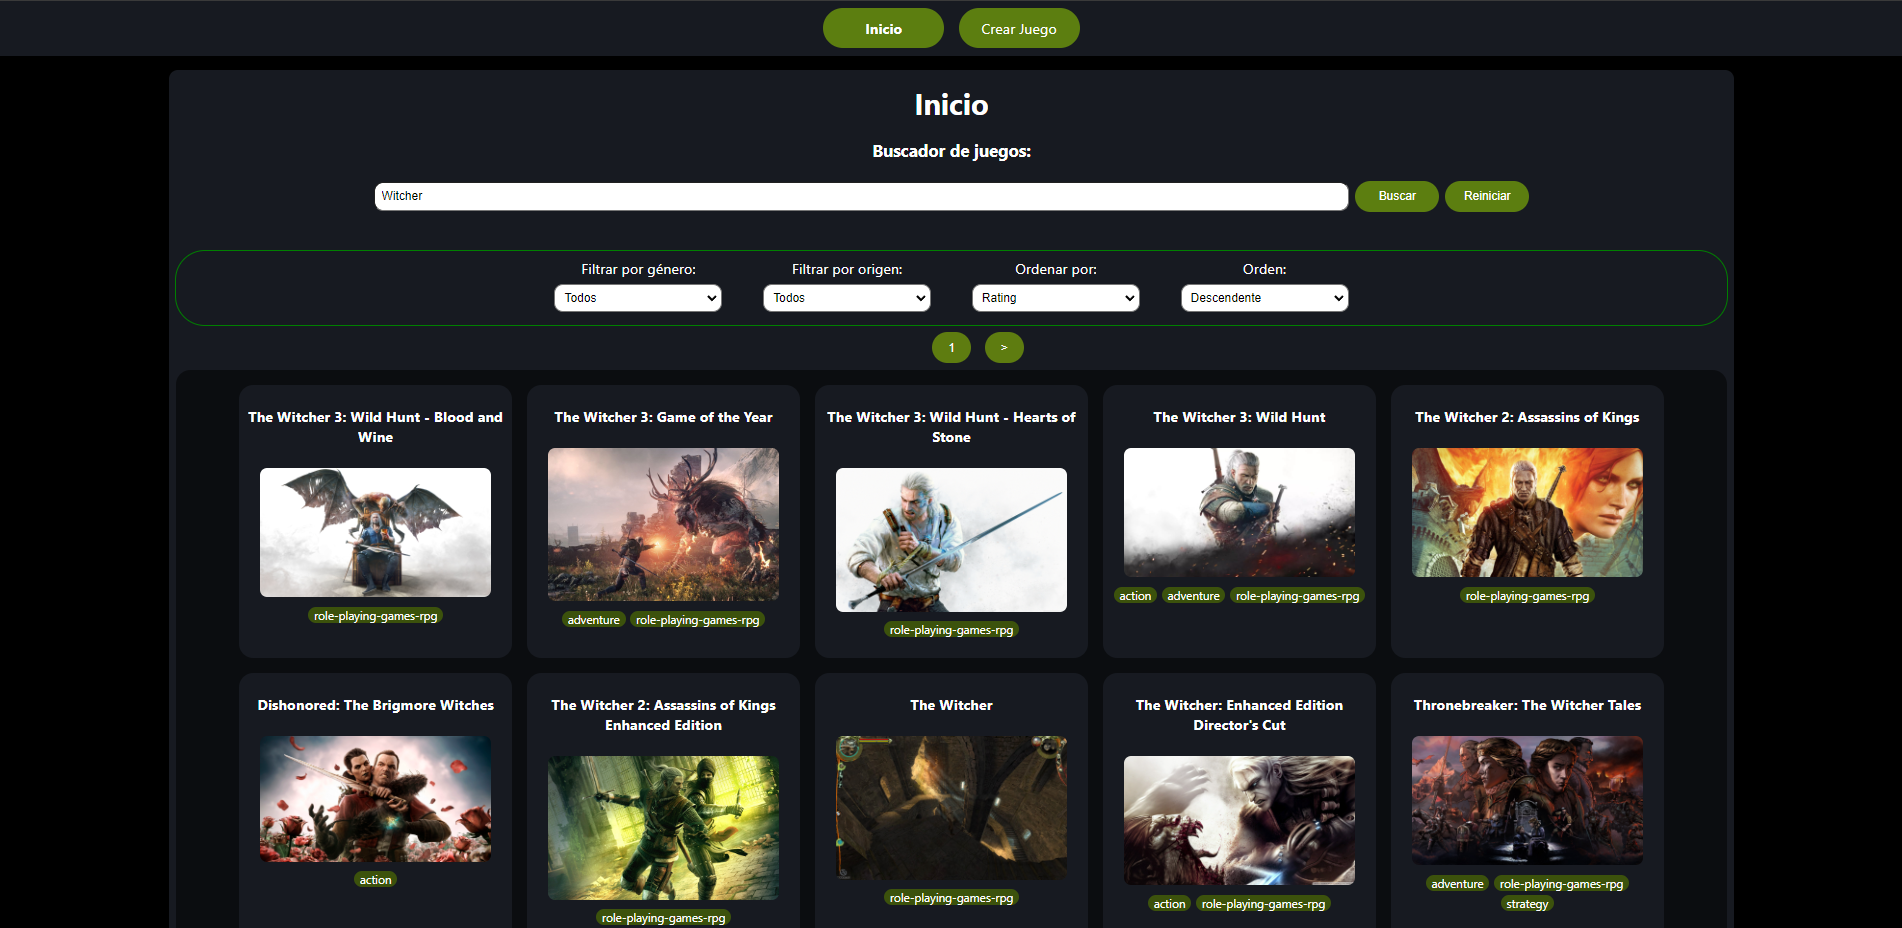 Inicio
Crear Juego
Inicio
Buscador de juegos:
Witcher
Buscar
Reiniciar
Filtrar por género:
Filtrar por origen:
Ordenar por:
Orden:
Todos
Todos
Rating
Descendente
1
>
The Witcher 3: Wild Hunt - Blood and
Wine
role-playing-games-rpg
The Witcher 3: Game of the Year
adventure role-playing-games-rpg
The Witcher 3: Wild Hunt - Hearts of
Stone
role-playing-games-rpg
The Witcher 3: Wild Hunt
action adventure role-playing-games-rpg
The Witcher 2: Assassins of Kings
role-playing-games-rpg
Dishonored: The Brigmore Witches
action
The Witcher 2: Assassins of Kings
Enhanced Edition
role-playing-games-rpg
The Witcher
role-playing-games-rpg
The Witcher: Enhanced Edition
Director's Cut
action role-playing-games-rpg
Thronebreaker: The Witcher Tales
adventure role-playing-games-rpg
strategy